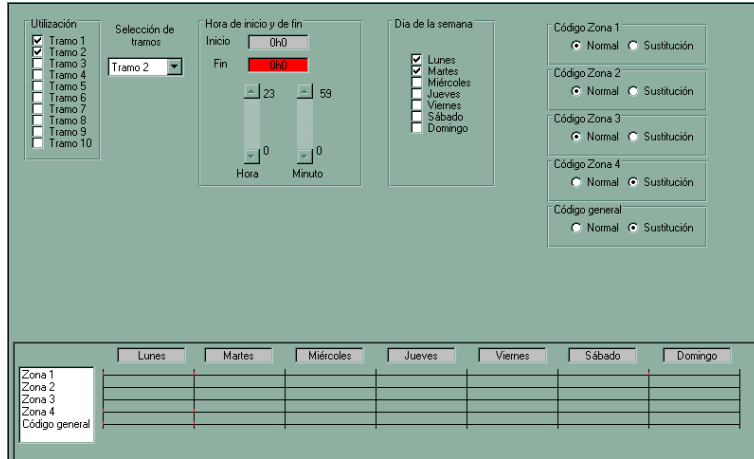 Utilización
Tramo 1
Tramo 2
Tramo 3
Tramo 4
Tramo 5
Tramo 6
Tramo 7
Tramo 8
Tramo 9
Tramo 10
Selección de
tramos
Tramo 2
Hora de inicio y de fin
Inicio 0h0
Fin 0h0
23 59
0 0
Hora Minuto
Dia de la semana
Lunes
Martes
Miércoles
Jueves
Viernes
Sábado
Domingo
Código Zona 1
Normal Sustitución
Código Zona 2
Normal Sustitución
Código Zona 3
Normal Sustitución
Código Zona 4
Normal Sustitución
Código general
Normal Sustitución
Lunes Martes Miércoles Jueves Viernes Sábado Domingo
Zona 1
Zona 2
Zona 3
Zona 4
Código general